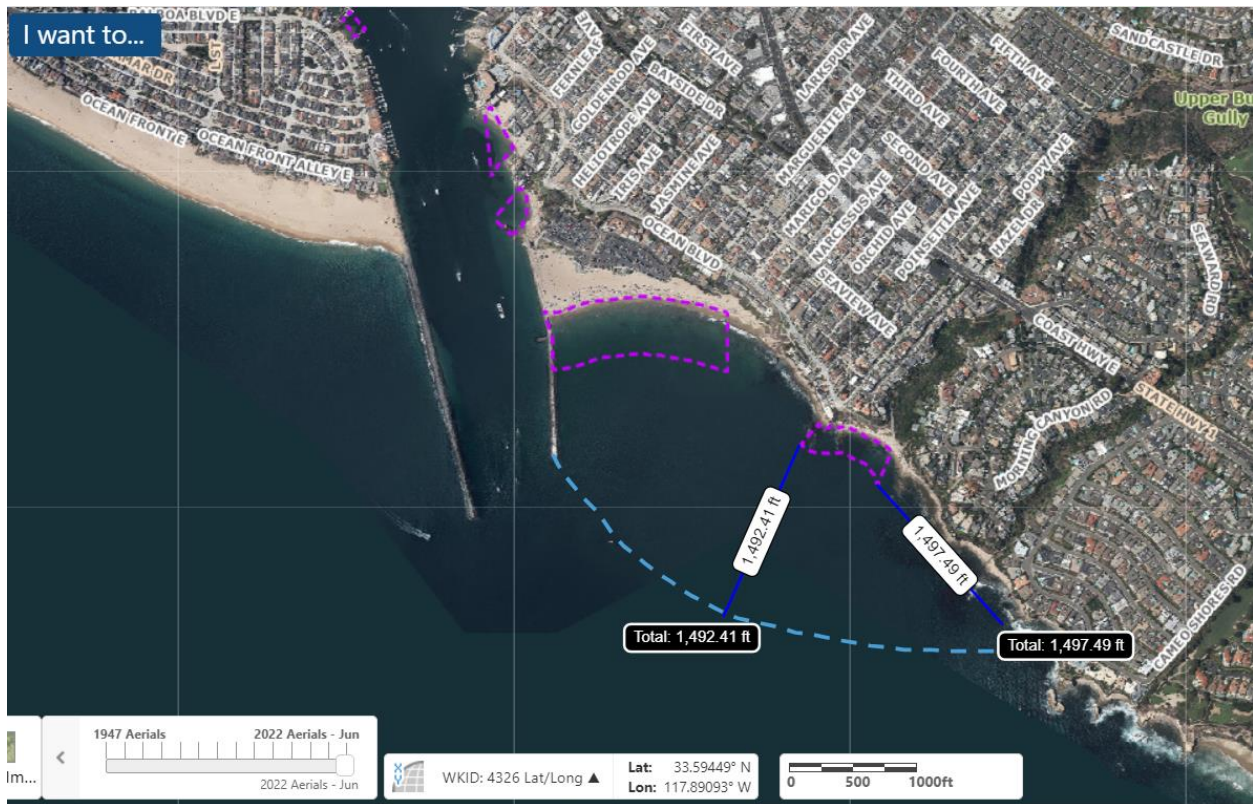 I want to...
BALBOA BLVD E
L ST
MAR DR
OCEAN FRONT E
OCEAN FRONT ALLEY E
AVE
FERNLEAF
GOLDENROD AVE
FIRST AVE
BAYSIDE DR
HELIOTROPE AVE
IRIS AVE
JASMINE AVE
LARKSPUR AVE
MARGUERITE AVE
MARIGOLD AVE
NARCISSUS AVE
ORCHID AVE
POINSETTIA AVE
SECOND AVE
THIRD AVE
FOURTH AVE
FIFTH AVE
HAZEL DR
POPPY AVE
SANDCASTLE DR
Upper Bu
Gully
SEAWARD RD
OCEAN BLVD
SEAVIEW AVE
COAST HWY E
STATE HWY 1
MORNING CANYON RD
CAMEO SHORES RD
1,492.41 ft
1,497.49 ft
Total: 1,492.41 ft
Total: 1,497.49 ft
Im...
1947 Aerials
2022 Aerials - Jun
2022 Aerials - Jun
XY
WKID: 4326 Lat/Long ▲
Lat: 33.59449° N
Lon: 117.89093° W
0 500 1000ft